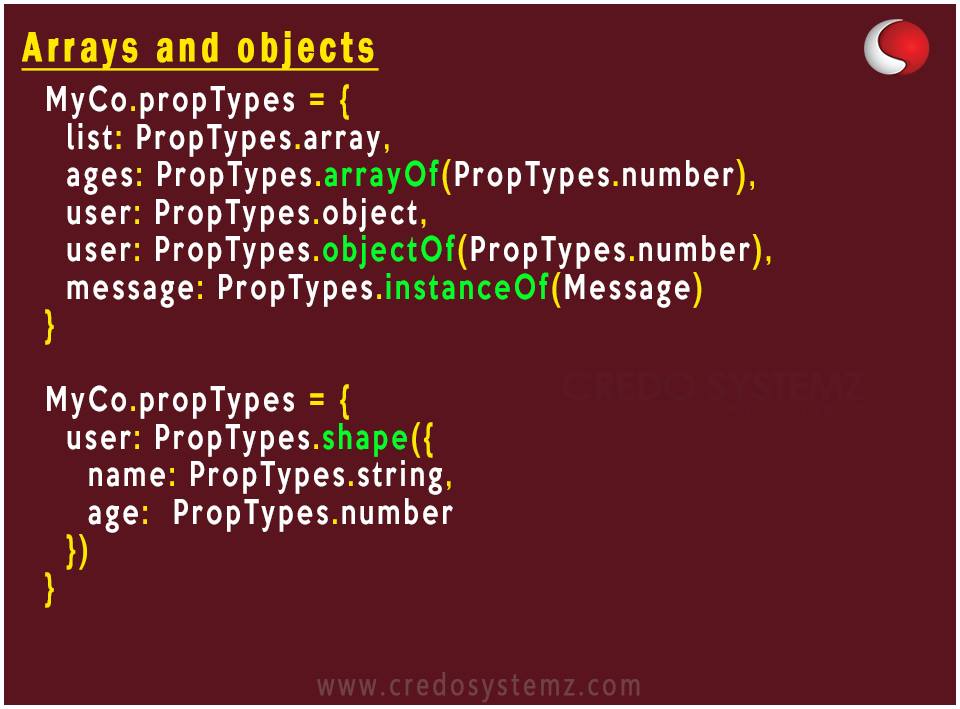 Arrays and objects
MyCo.propTypes = {
  list: PropTypes.array,
  ages: PropTypes.arrayOf(PropTypes.number),
  user: PropTypes.object,
  user: PropTypes.objectOf(PropTypes.number),
  message: PropTypes.instanceOf(Message)
}
MyCo.propTypes = {
CREDO SYSTEMZ
  user: PropTypes.shape({
    name: PropTypes.string,
    age:  PropTypes.number
  })
}
www.credosystemz.com